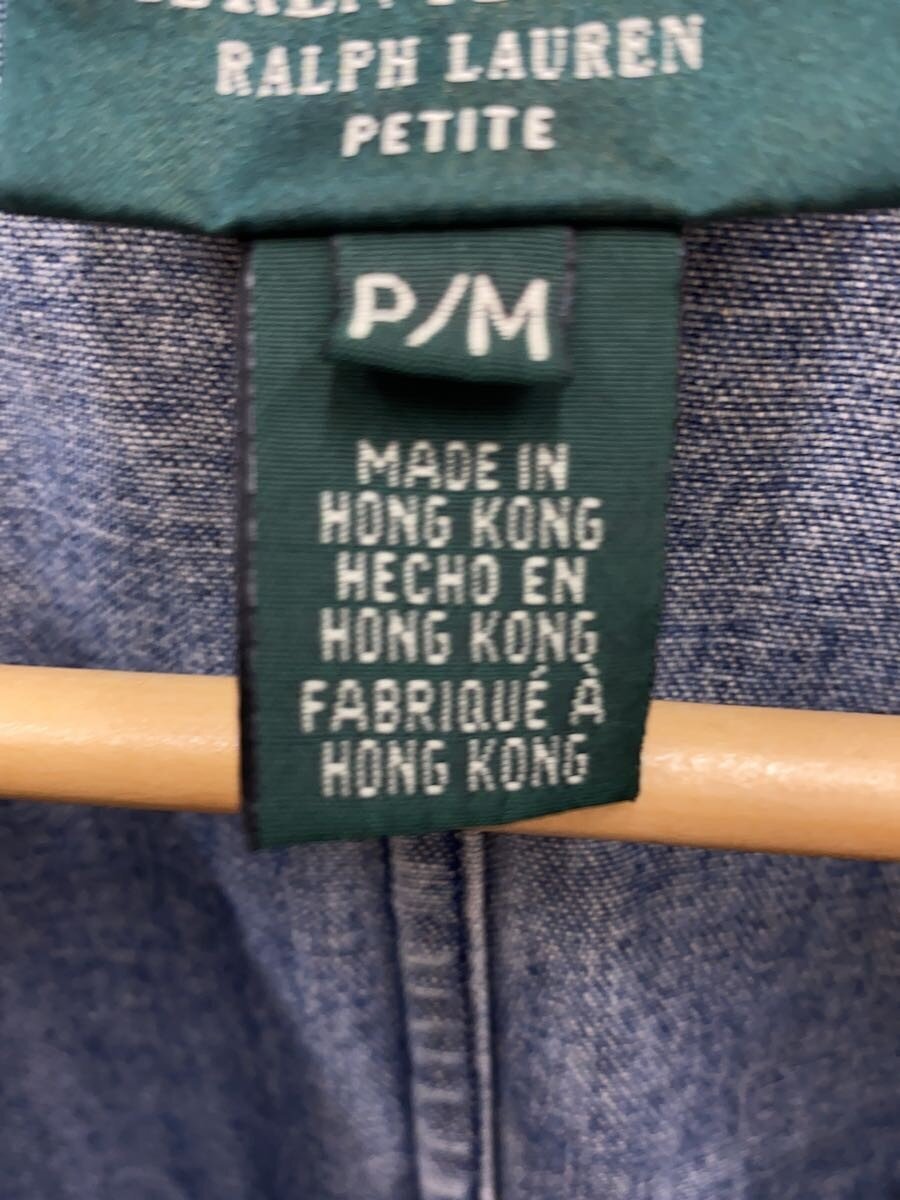 RALPH LAUREN
PETITE
P/M
MADE IN
HONG KONG
HECHO EN
HONG KONG
FABRIQUÉ À
HONG KONG